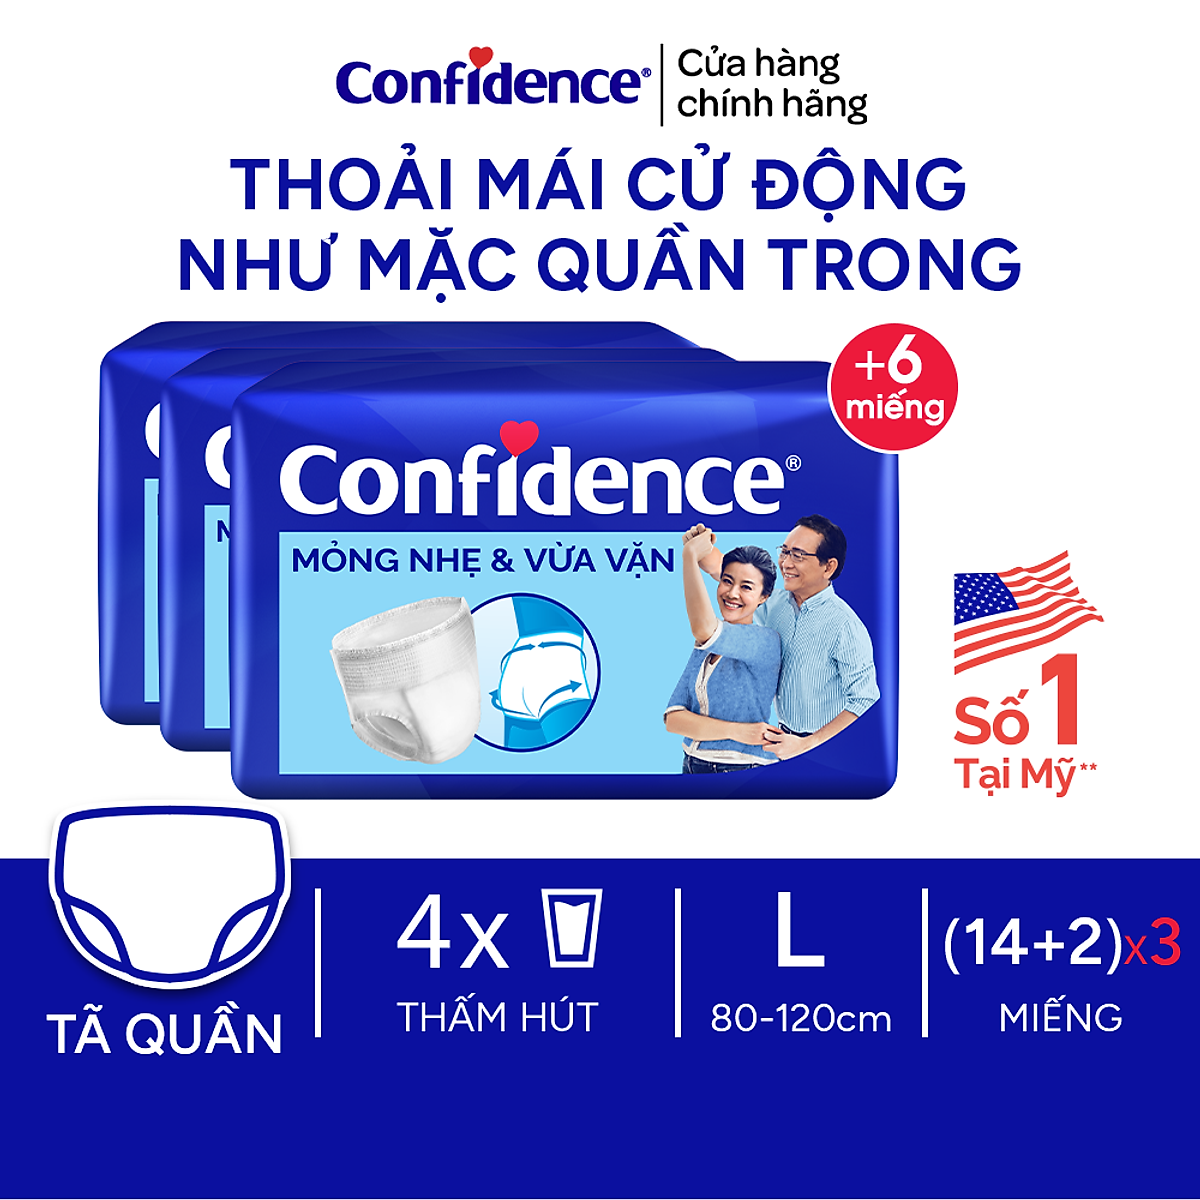 Confidence®
Cửa hàng
chính hãng
THOẢI MÁI CỬ ĐỘNG
NHƯ MẶC QUẦN TRONG
+6
miếng
Confidence®
MỎNG NHẸ & VỪA VẶN
Số 1
Tại Mỹ**
TÃ QUẦN
4x
THẤM HÚT
L
80-120cm
(14+2)x3
MIẾNG